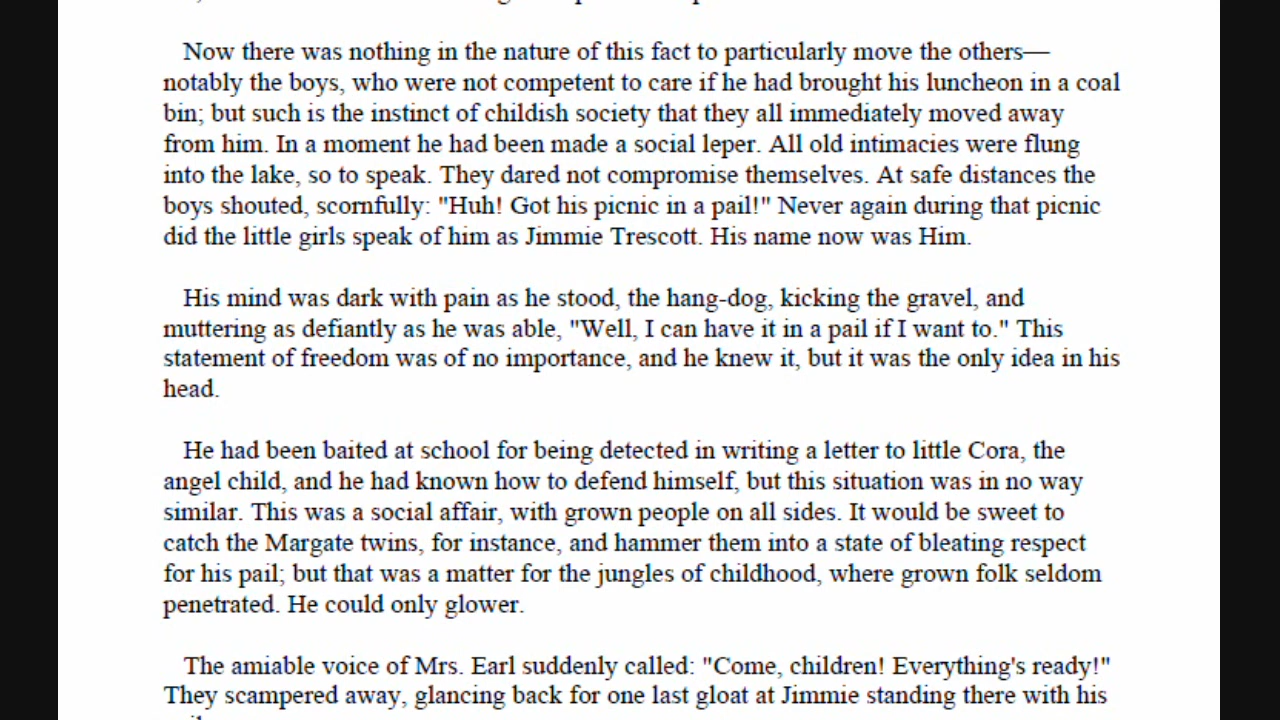 Now there was nothing in the nature of this fact to particularly move the others—
notably the boys, who were not competent to care if he had brought his luncheon in a coal
bin; but such is the instinct of childish society that they all immediately moved away
from him. In a moment he had been made a social leper. All old intimacies were flung
into the lake, so to speak. They dared not compromise themselves. At safe distances the
boys shouted, scornfully: "Huh! Got his picnic in a pail!" Never again during that picnic
did the little girls speak of him as Jimmie Trescott. His name now was Him.
His mind was dark with pain as he stood, the hang-dog, kicking the gravel, and
muttering as defiantly as he was able, "Well, I can have it in a pail if I want to." This
statement of freedom was of no importance, and he knew it, but it was the only idea in his
head.
He had been baited at school for being detected in writing a letter to little Cora, the
angel child, and he had known how to defend himself, but this situation was in no way
similar. This was a social affair, with grown people on all sides. It would be sweet to
catch the Margate twins, for instance, and hammer them into a state of bleating respect
for his pail; but that was a matter for the jungles of childhood, where grown folk seldom
penetrated. He could only glower.
The amiable voice of Mrs. Earl suddenly called: "Come, children! Everything's ready!"
They scampered away, glancing back for one last gloat at Jimmie standing there with his